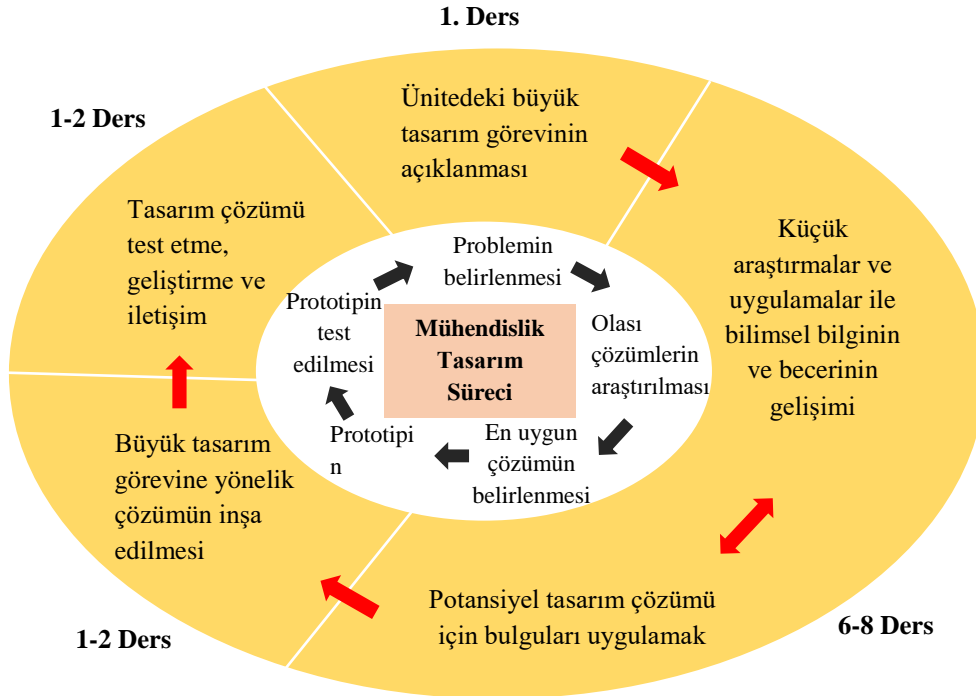 1. Ders
Ünitedeki büyük
tasarım görevinin
açıklanması
1-2 Ders
Tasarım çözümü
test etme,
geliştirme ve
iletişim
Küçük
araştırmalar ve
uygulamalar ile
bilimsel bilginin
ve becerinin
gelişimi
Problemin
belirlenmesi
Olası
çözümlerin
araştırılması
En uygun
çözümün
belirlenmesi
Prototipi
n
Prototipin
test
edilmesi
Mühendislik
Tasarım
Süreci
Büyük tasarım
görevine yönelik
çözümün inşa
edilmesi
Potansiyel tasarım çözümü
için bulguları uygulamak
6-8 Ders
1-2 Ders